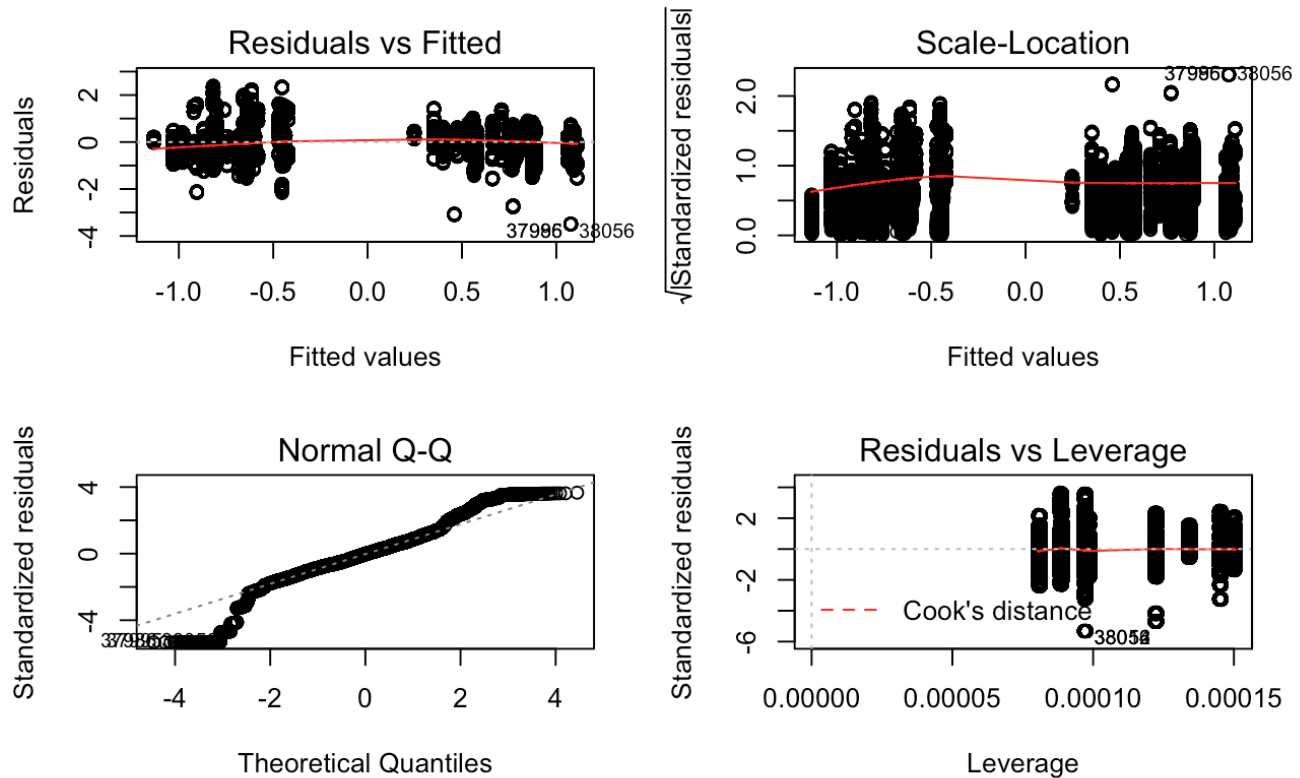 Residuals vs Fitted
Residuals
2
0
-2
-4
38056
-1.0
-0.5
0.0
0.5
1.0
Fitted values
Scale-Location
√|Standardized residuals|
2.0
1.0
0.0
38056
-1.0
-0.5
0.0
0.5
1.0
Fitted values
Normal Q-Q
Standardized residuals
4
0
-4
-4
-2
0
2
4
Theoretical Quantiles
Residuals vs Leverage
Standardized residuals
2
-2
-6
Cook's distance
0.00000
0.00005
0.00010
0.00015
Leverage